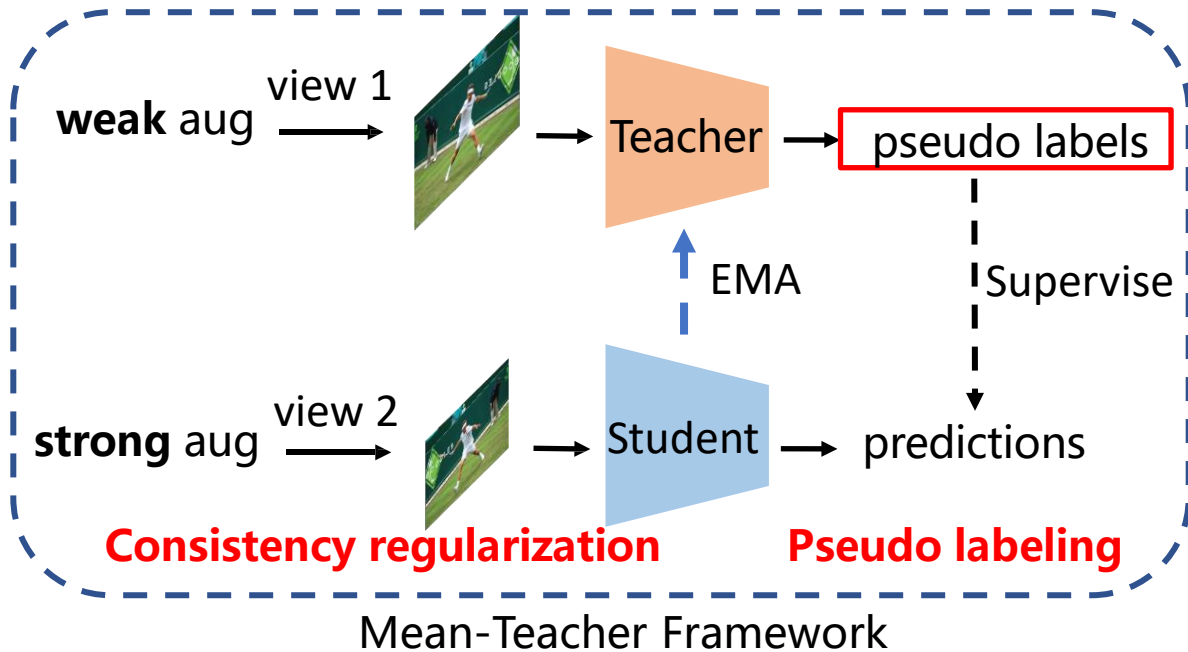 weak aug
view 1
Teacher
pseudo labels
EMA
Supervise
strong aug
view 2
Student
predictions
Consistency regularization
Pseudo labeling
Mean-Teacher Framework